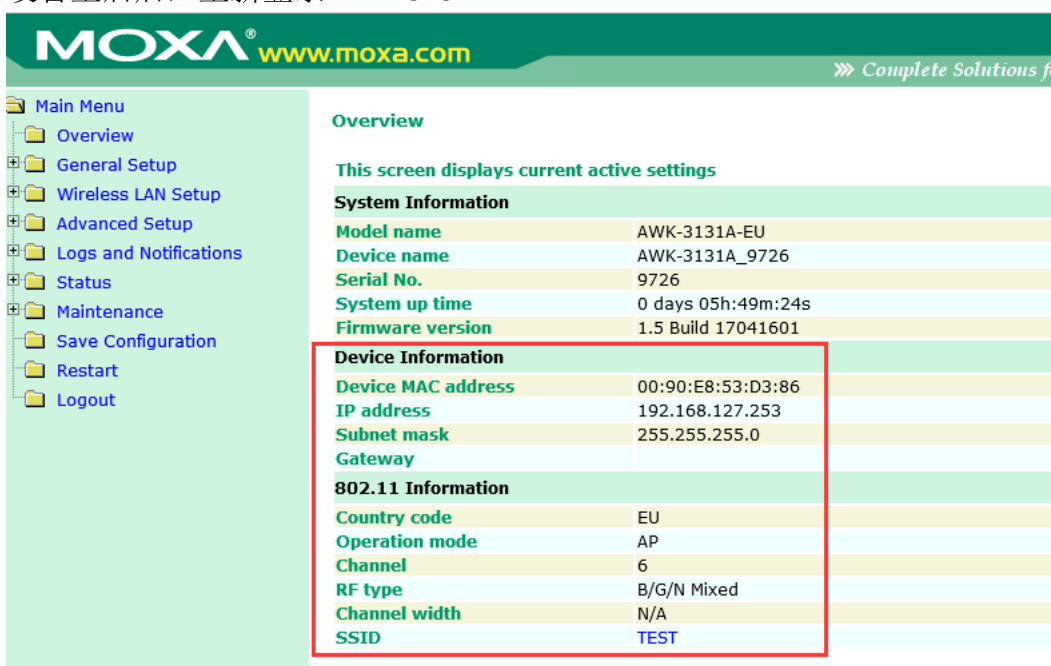 MOXA® www.moxa.com
Complete Solutions
Main Menu
Overview
General Setup
Wireless LAN Setup
Advanced Setup
Logs and Notifications
Status
Maintenance
Save Configuration
Restart
Logout
Overview
This screen displays current active settings
System Information
Model name AWK-3131A-EU
Device name AWK-3131A_9726
Serial No. 9726
System up time 0 days 05h:49m:24s
Firmware version 1.5 Build 17041601
Device Information
Device MAC address 00:90:E8:53:D3:86
IP address 192.168.127.253
Subnet mask 255.255.255.0
Gateway
802.11 Information
Country code EU
Operation mode AP
Channel 6
RF type B/G/N Mixed
Channel width N/A
SSID TEST